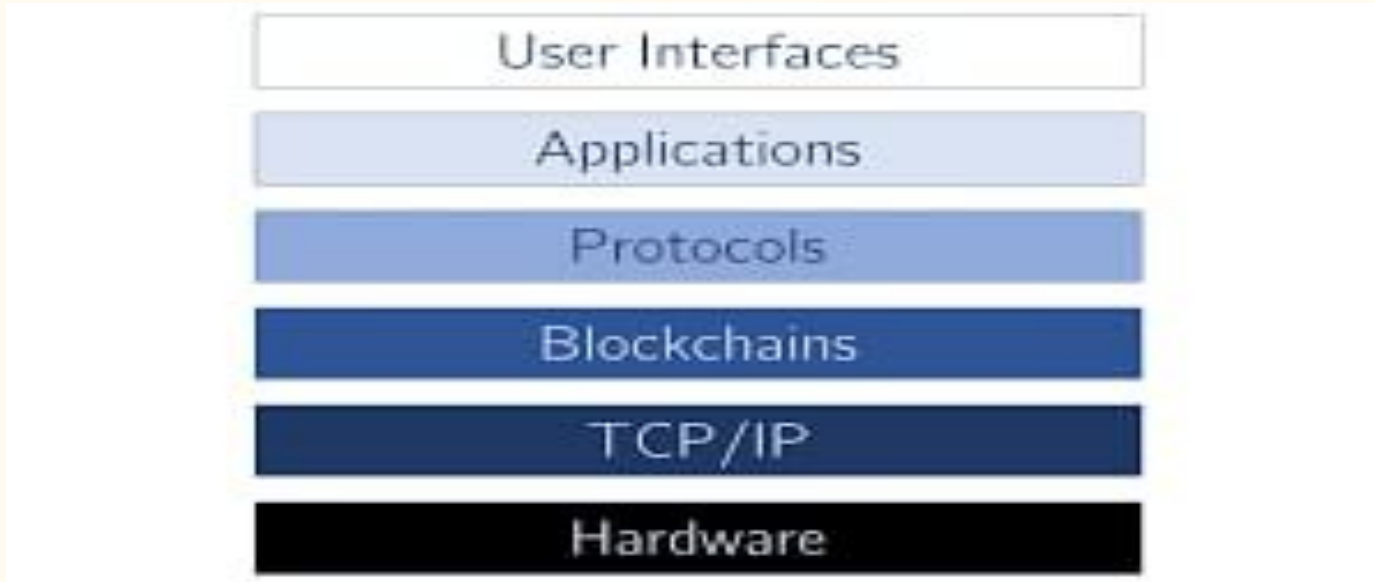 User Interfaces
Applications
Protocols
Blockchains
TCP/IP
Hardware